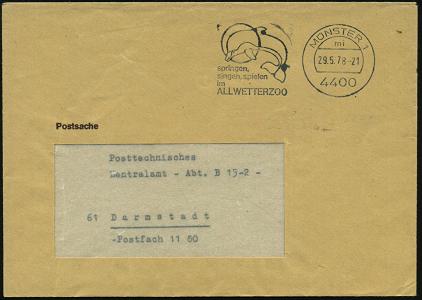 springen,
singen, spielen
im
ALLWETTERZOO
MÜNSTER 1
mi
29.5.78-21
4400
Postsache
Posttechnisches
Zentralamt - Abt. B 15-2 -
61 Darmstadt
-Postfach 11 80